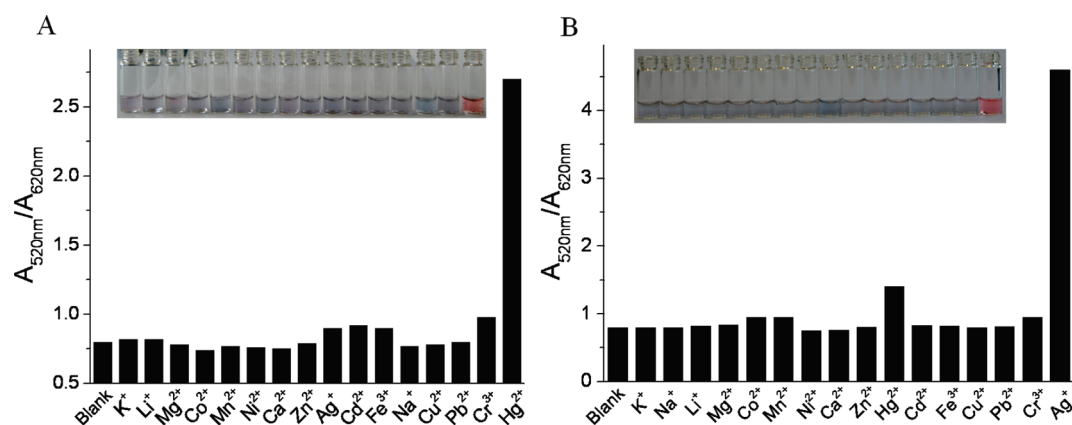 A
A520nm/A620nm
2.5
2.0
1.5
1.0
0.5
Blank K⁺ Li⁺ Mg²⁺ Co²⁺ Mn²⁺ Ni²⁺ Ca²⁺ Zn²⁺ Ag⁺ Cd²⁺ Fe³⁺ Na⁺ Cu²⁺ Pb²⁺ Cr³⁺ Hg²⁺
B
A520nm/A620nm
4
3
2
1
0
Blank K⁺ Na⁺ Li⁺ Mg²⁺ Co²⁺ Mn²⁺ Ni²⁺ Ca²⁺ Zn²⁺ Hg²⁺ Cd²⁺ Fe³⁺ Cu²⁺ Pb²⁺ Cr³⁺ Ag⁺